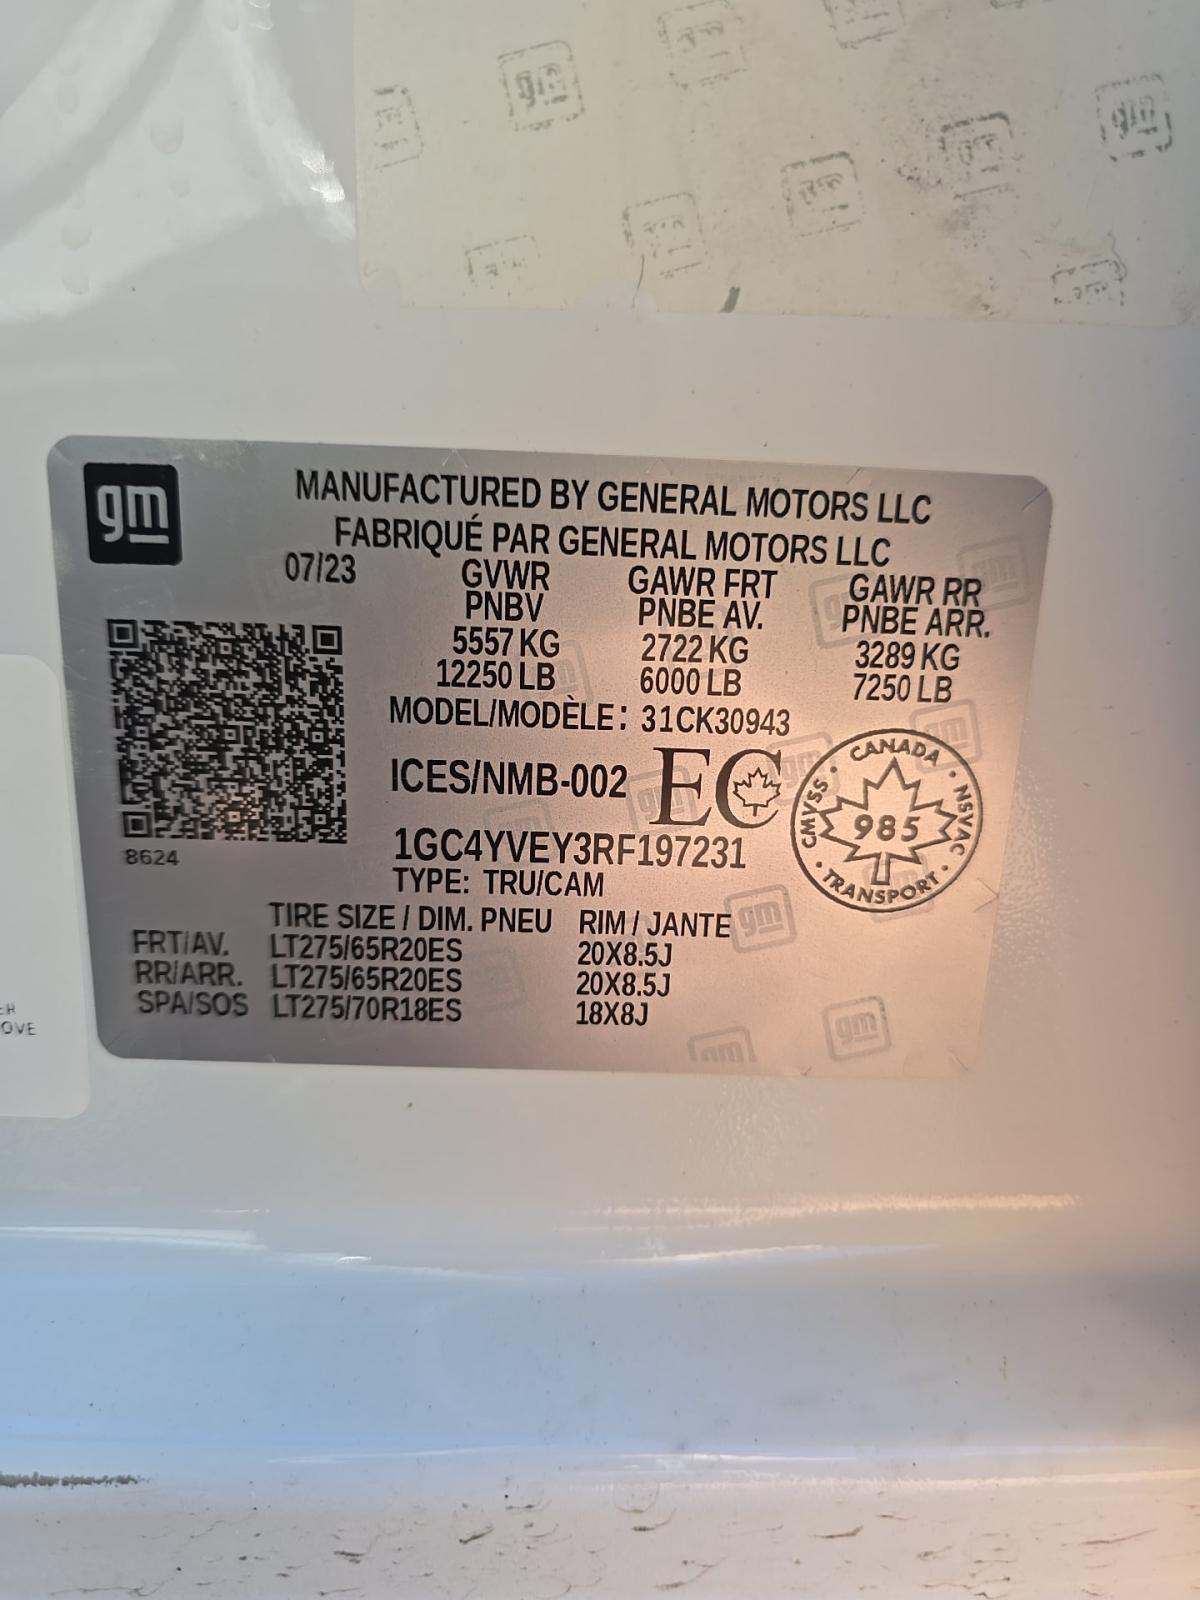 gm
MANUFACTURED BY GENERAL MOTORS LLC
FABRIQUÉ PAR GENERAL MOTORS LLC
07/23 GVWR GAWR FRT GAWR RR
PNBV PNBE AV. PNBE ARR.
5557 KG 2722 KG 3289 KG
12250 LB 6000 LB 7250 LB
MODEL/MODÈLE: 31CK30943
ICES/NMB-002 EC
CANADA · NSVAC · TRANSPORT · CMVSS ·
985
8624
1GC4YVEY3RF197231
TYPE: TRU/CAM
TIRE SIZE / DIM. PNEU RIM / JANTE
FRT/AV. LT275/65R20ES 20X8.5J
RR/ARR. LT275/65R20ES 20X8.5J
SPA/SOS LT275/70R18ES 18X8J